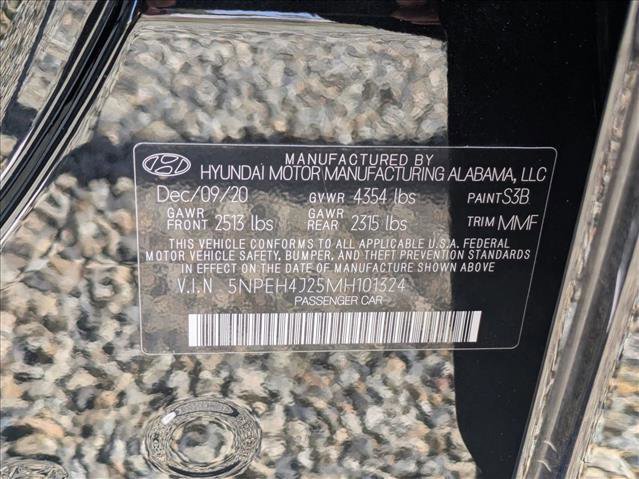 MANUFACTURED BY
HYUNDAI MOTOR MANUFACTURING ALABAMA, LLC
Dec/09/20 GVWR 4354 lbs PAINT S3B
GAWR FRONT 2513 lbs GAWR REAR 2315 lbs TRIM MMF
THIS VEHICLE CONFORMS TO ALL APPLICABLE U.S.A. FEDERAL
MOTOR VEHICLE SAFETY, BUMPER, AND THEFT PREVENTION STANDARDS
IN EFFECT ON THE DATE OF MANUFACTURE SHOWN ABOVE
V.I.N 5NPEH4J25MH101324
PASSENGER CAR